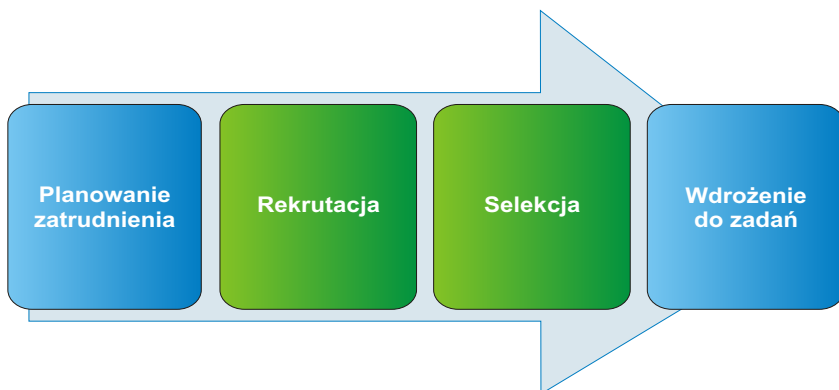 Planowanie
zatrudnienia
Rekrutacja
Selekcja
Wdrożenie
do zadań